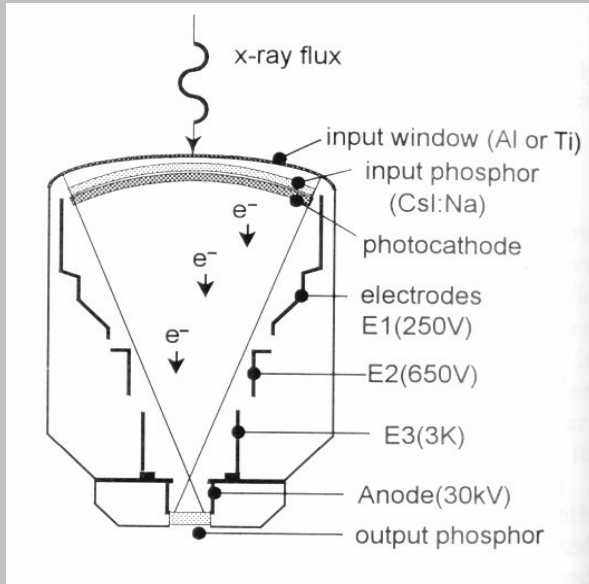 x-ray flux
input window (Al or Ti)
input phosphor
(CsI:Na)
photocathode
e⁻
e⁻
e⁻
electrodes
E1(250V)
E2(650V)
E3(3K)
Anode(30kV)
output phosphor